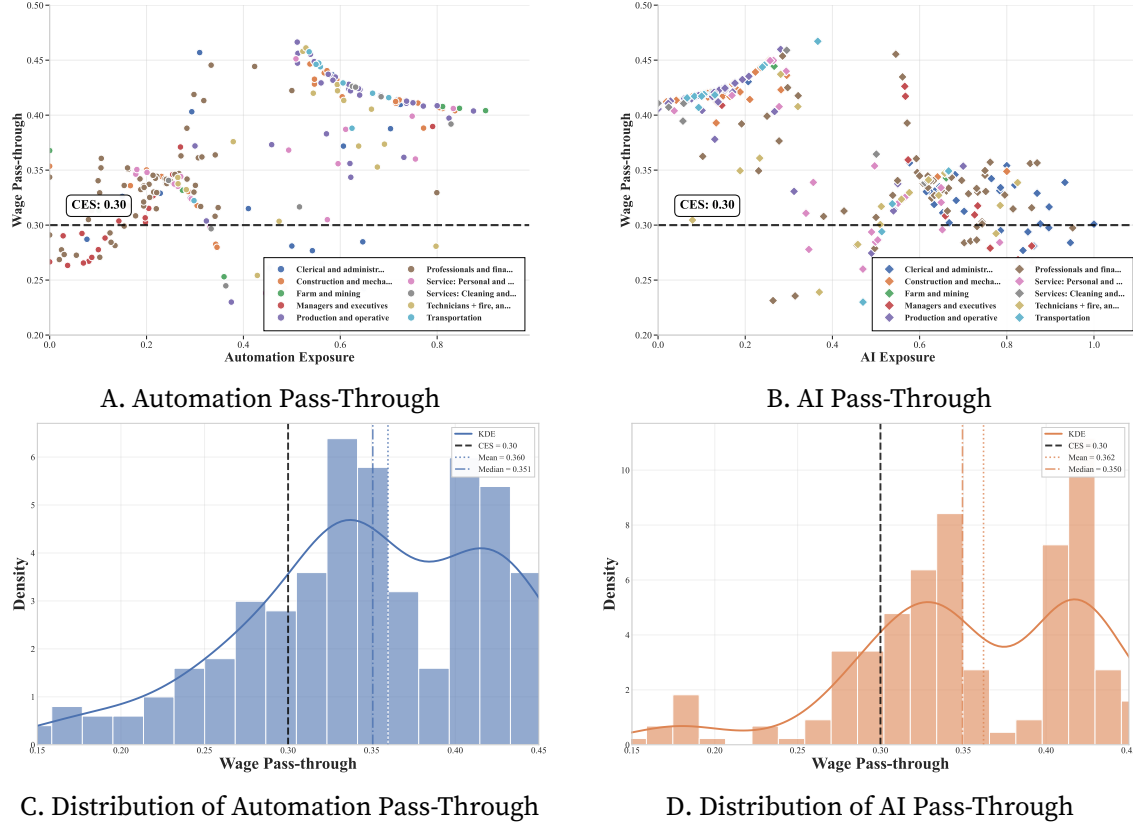 0.50
0.45
0.40
0.35
0.30
0.25
0.20
Wage Pass-through
CES: 0.30
Clerical and administr...
Construction and mecha...
Farm and mining
Managers and executives
Production and operative
Professionals and fina...
Service: Personal and ...
Services: Cleaning and...
Technicians + fire, an...
Transportation
0.0 0.2 0.4 0.6 0.8
Automation Exposure
A. Automation Pass-Through
0.50
0.45
0.40
0.35
0.30
0.25
0.20
Wage Pass-through
CES: 0.30
Clerical and administr...
Construction and mecha...
Farm and mining
Managers and executives
Production and operative
Professionals and fina...
Service: Personal and ...
Services: Cleaning and...
Technicians + fire, an...
Transportation
0.0 0.2 0.4 0.6 0.8 1.0
AI Exposure
B. AI Pass-Through
KDE
CES = 0.30
Mean = 0.360
Median = 0.351
6
5
4
3
2
1
0
Density
0.15 0.20 0.25 0.30 0.35 0.40 0.45
Wage Pass-through
C. Distribution of Automation Pass-Through
KDE
CES = 0.30
Mean = 0.362
Median = 0.350
10
8
6
4
2
0
Density
0.15 0.20 0.25 0.30 0.35 0.40
Wage Pass-through
D. Distribution of AI Pass-Through